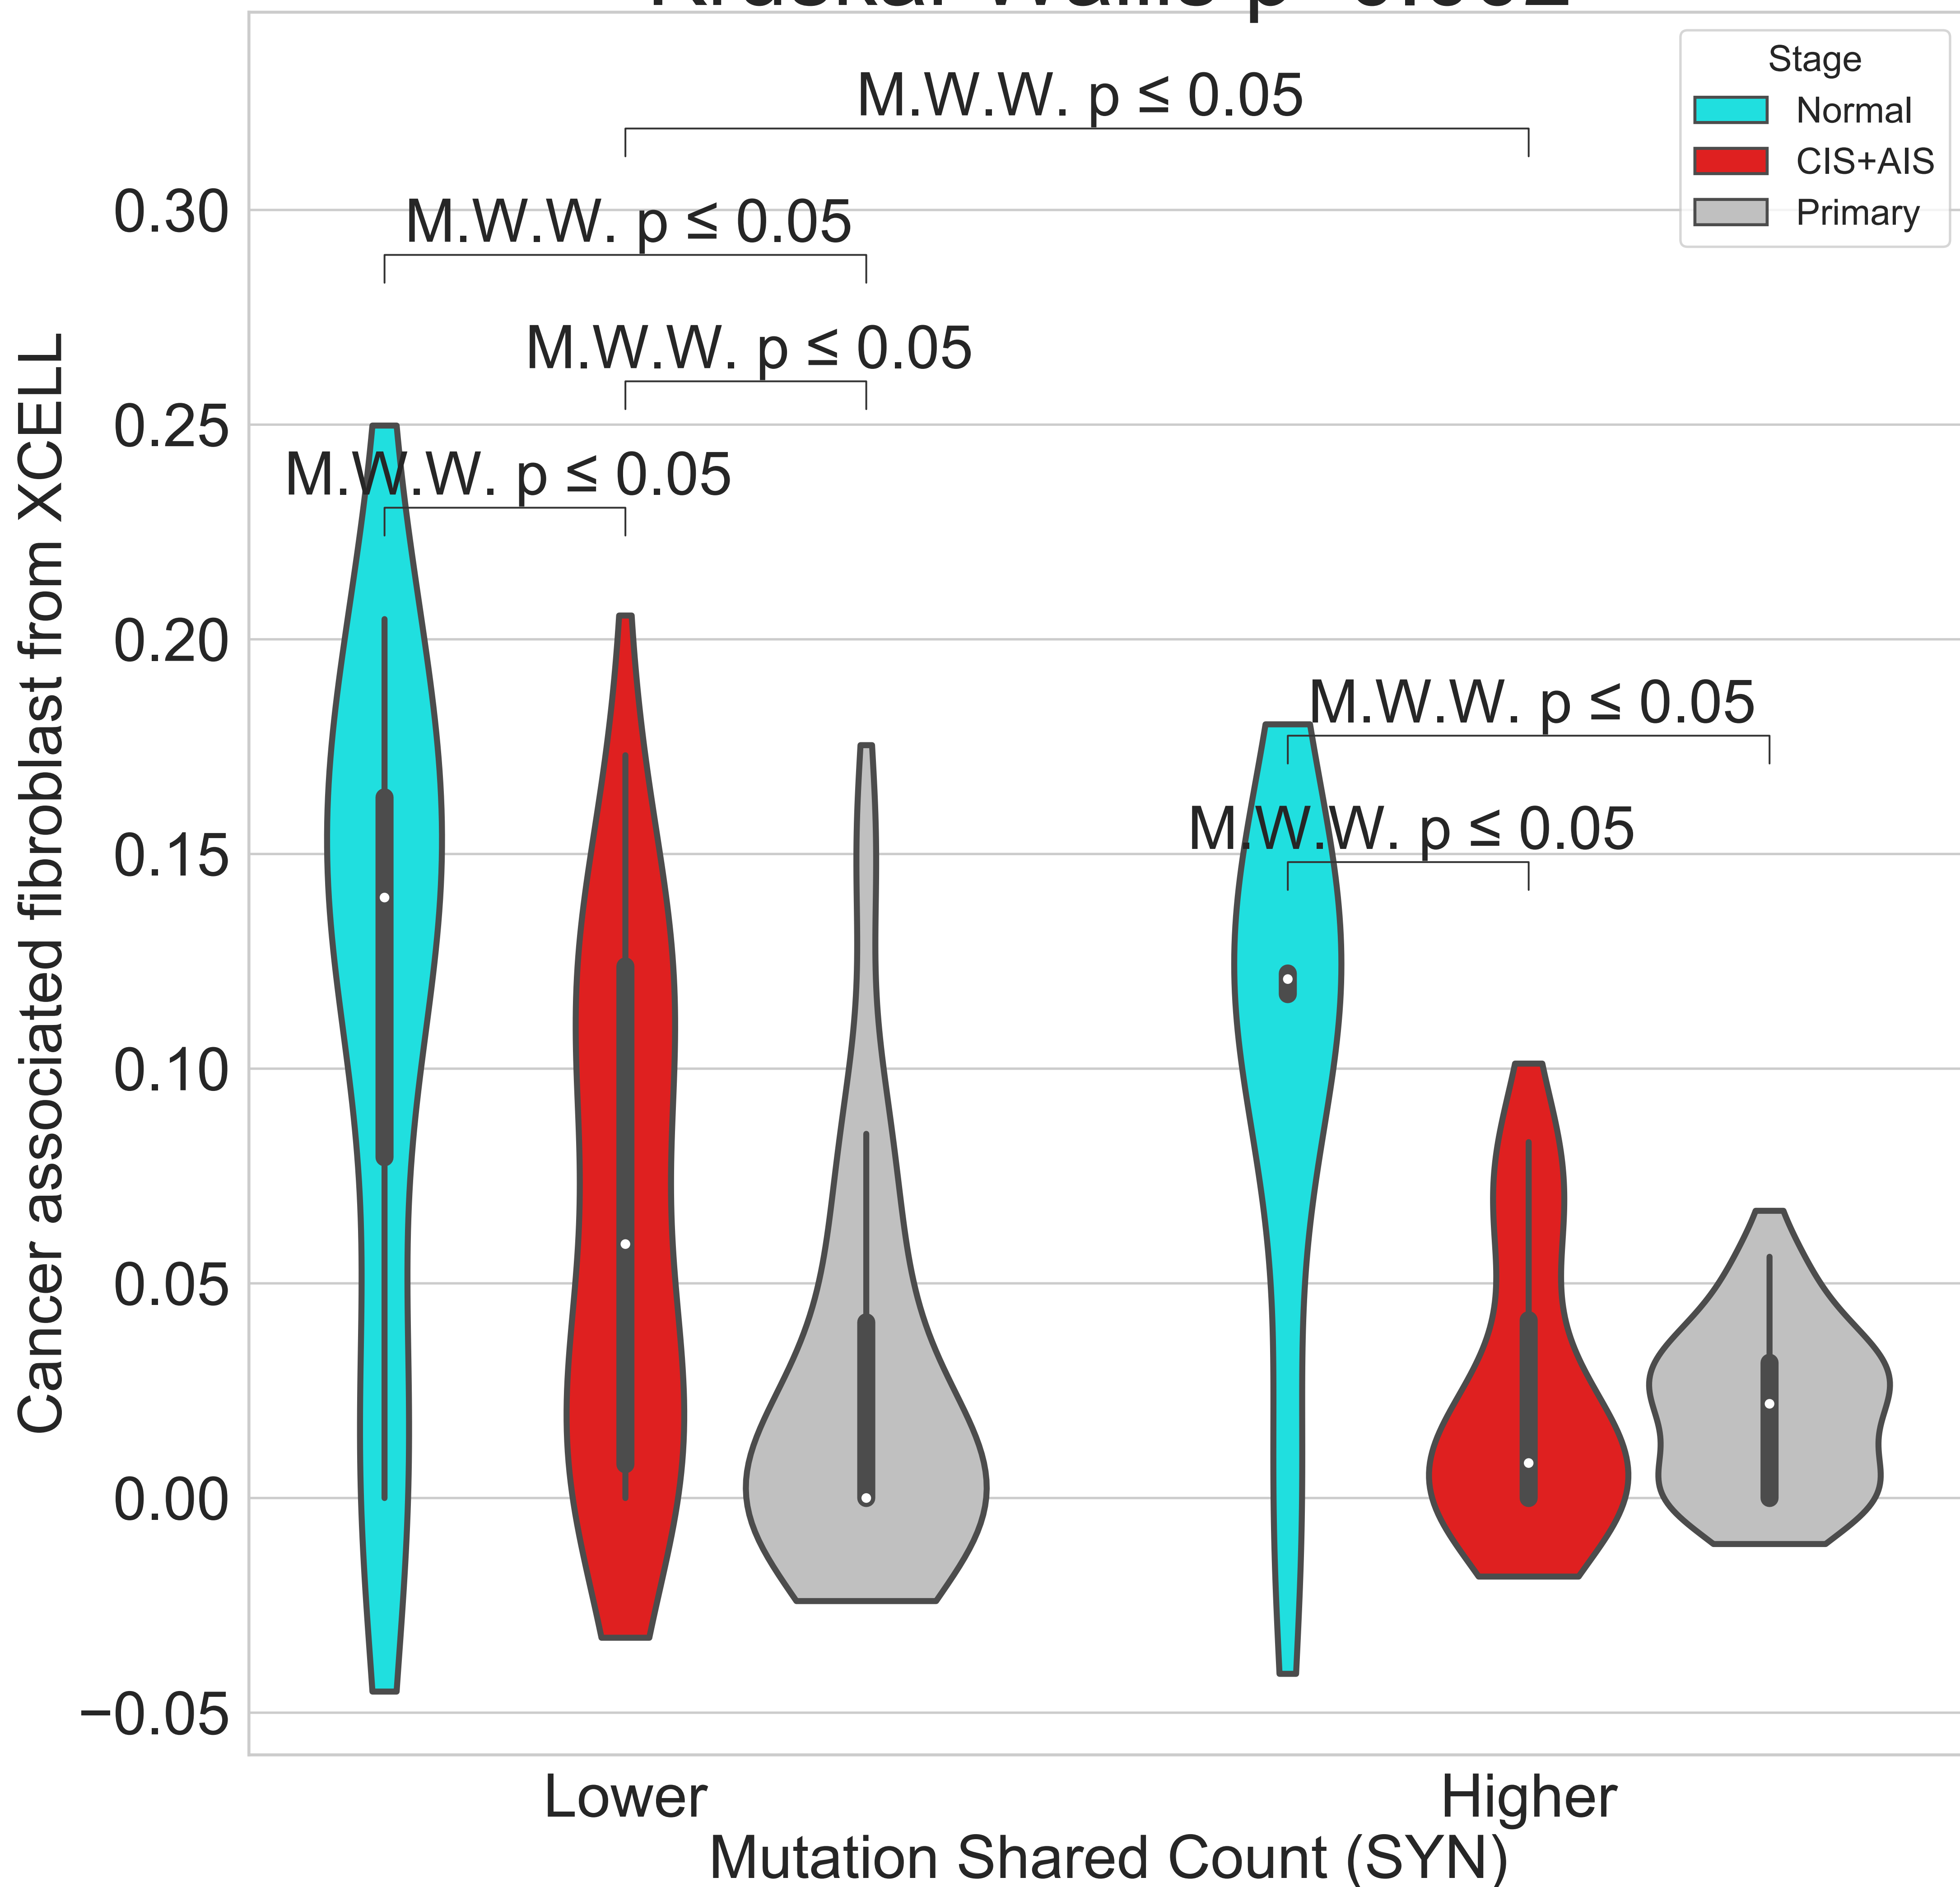 M.W.W. p ≤ 0.05
Stage
Normal
CIS+AIS
Primary
M.W.W. p ≤ 0.05
M.W.W. p ≤ 0.05
M.W.W. p ≤ 0.05
M.W.W. p ≤ 0.05
M.W.W. p ≤ 0.05
Cancer associated fibroblast from XCELL
0.30
0.25
0.20
0.15
0.10
0.05
0.00
−0.05
Lower
Higher
Mutation Shared Count (SYN)